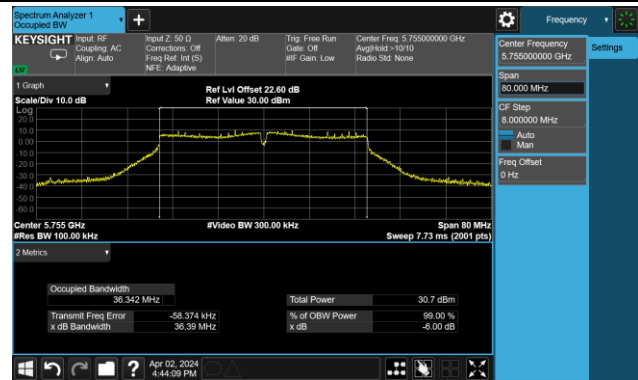 Spectrum Analyzer 1
Occupied BW
Frequency
KEYSIGHT
Input: RF
Coupling: AC
Align: Auto
Input Z: 50 Ω
Corrections: Off
Freq Ref: Int (S)
NFE: Adaptive
Atten: 20 dB
Trig: Free Run
Gate: Off
#IF Gain: Low
Center Freq: 5.755000000 GHz
Avg|Hold:>10/10
Radio Std: None
Center Frequency
5.755000000 GHz
Settings
Span
80.000 MHz
CF Step
8.000000 MHz
Auto
Man
Freq Offset
0 Hz
1 Graph
Ref Lvl Offset 22.60 dB
Scale/Div 10.0 dB
Ref Value 30.00 dBm
Log
20.0
10.0
0.00
-10.0
-20.0
-30.0
-40.0
-50.0
-60.0
Center 5.755 GHz
#Video BW 300.00 kHz
Span 80 MHz
#Res BW 100.00 kHz
Sweep 7.73 ms (2001 pts)
2 Metrics
Occupied Bandwidth
36.342 MHz
Total Power
30.7 dBm
Transmit Freq Error
-58.374 kHz
% of OBW Power
99.00 %
x dB Bandwidth
36.39 MHz
x dB
-6.00 dB
Apr 02, 2024
4:44:09 PM